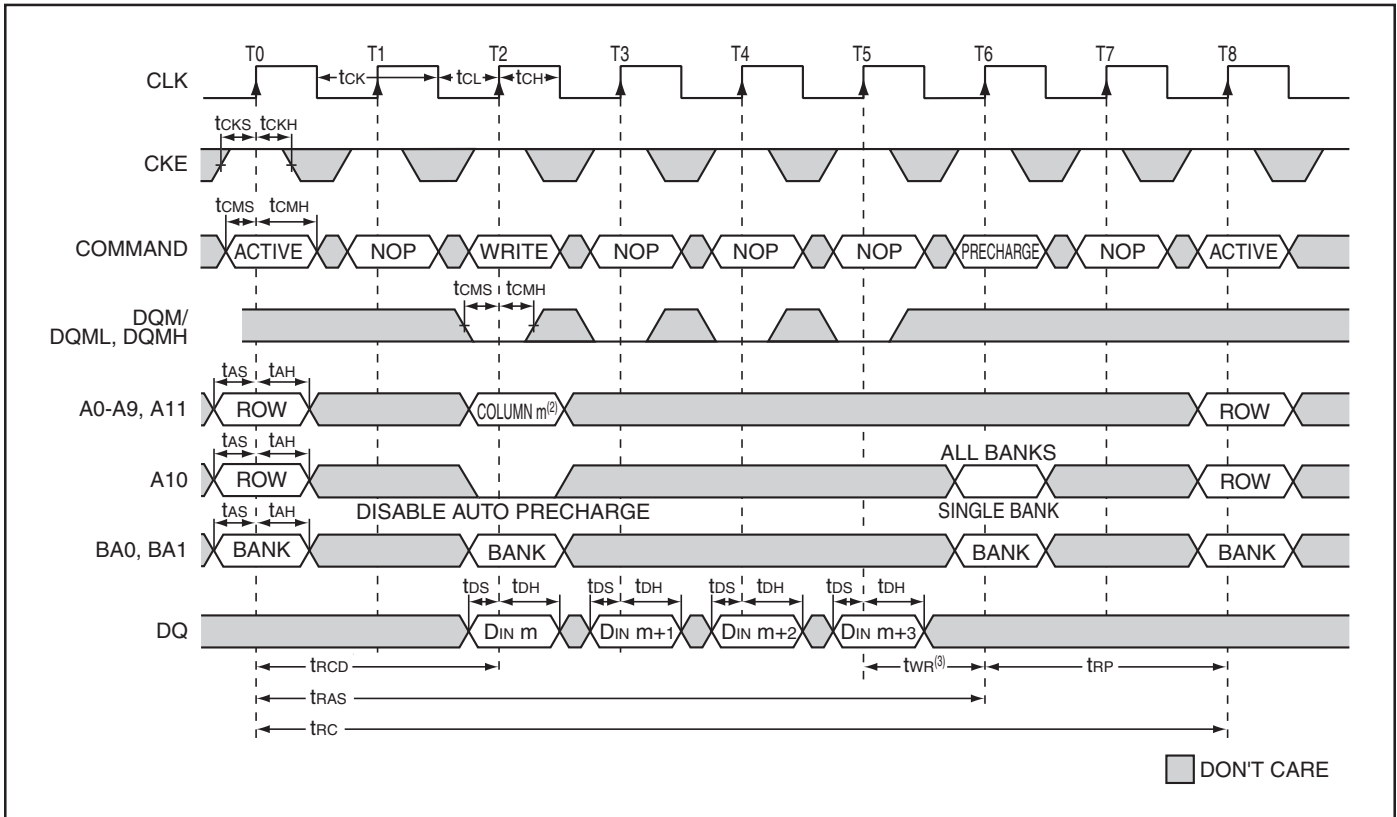 T0 T1 T2 T3 T4 T5 T6 T7 T8
CLK tCK tCL tCH
tCKS tCKH
CKE
tCMS tCMH
COMMAND ACTIVE NOP WRITE NOP NOP NOP PRECHARGE NOP ACTIVE
tCMS tCMH
DQM/
DQML, DQMH
tAS tAH
A0-A9, A11 ROW COLUMN m(2) ROW
tAS tAH ALL BANKS
A10 ROW ROW
tAS tAH DISABLE AUTO PRECHARGE SINGLE BANK
BA0, BA1 BANK BANK BANK BANK
tDS tDH tDS tDH tDS tDH tDS tDH
DQ DIN m DIN m+1 DIN m+2 DIN m+3
tRCD tWR(3) tRP
tRAS
tRC
DON'T CARE